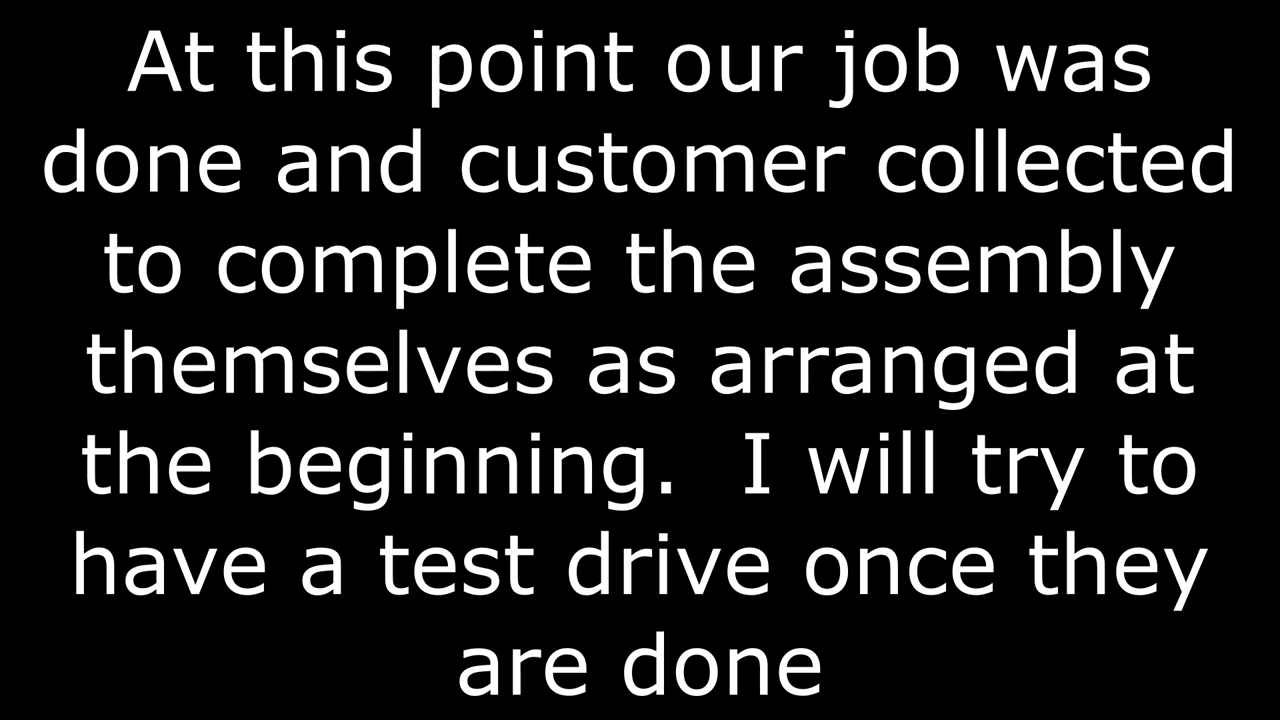 At this point our job was
done and customer collected
to complete the assembly
themselves as arranged at
the beginning.  I will try to
have a test drive once they
are done